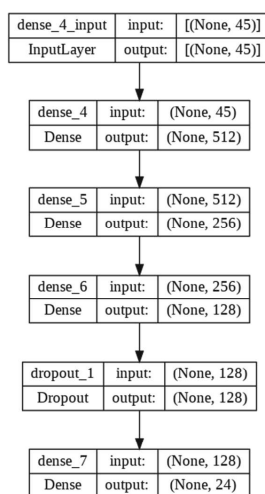 dense_4_input input: [(None, 45)]
InputLayer output: [(None, 45)]
dense_4 input: (None, 45)
Dense output: (None, 512)
dense_5 input: (None, 512)
Dense output: (None, 256)
dense_6 input: (None, 256)
Dense output: (None, 128)
dropout_1 input: (None, 128)
Dropout output: (None, 128)
dense_7 input: (None, 128)
Dense output: (None, 24)